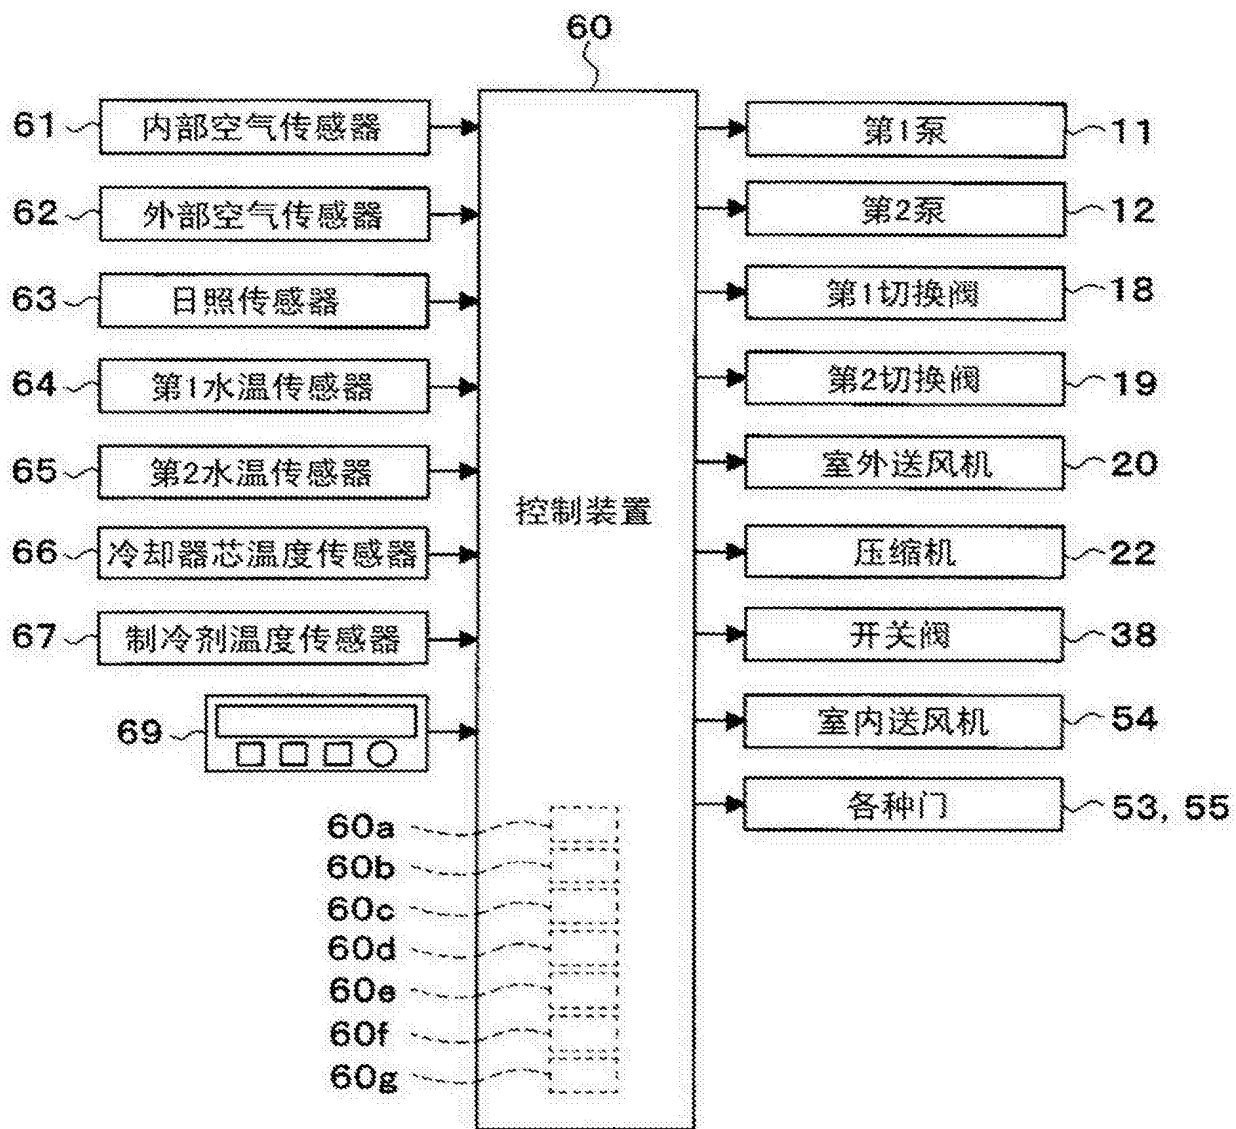 60
61 内部空气传感器
62 外部空气传感器
63 日照传感器
64 第1水温传感器
65 第2水温传感器
66 冷却器芯温度传感器
67 制冷剂温度传感器
69
控制装置
60a
60b
60c
60d
60e
60f
60g
第1泵 11
第2泵 12
第1切换阀 18
第2切换阀 19
室外送风机 20
压缩机 22
开关阀 38
室内送风机 54
各种门 53, 55